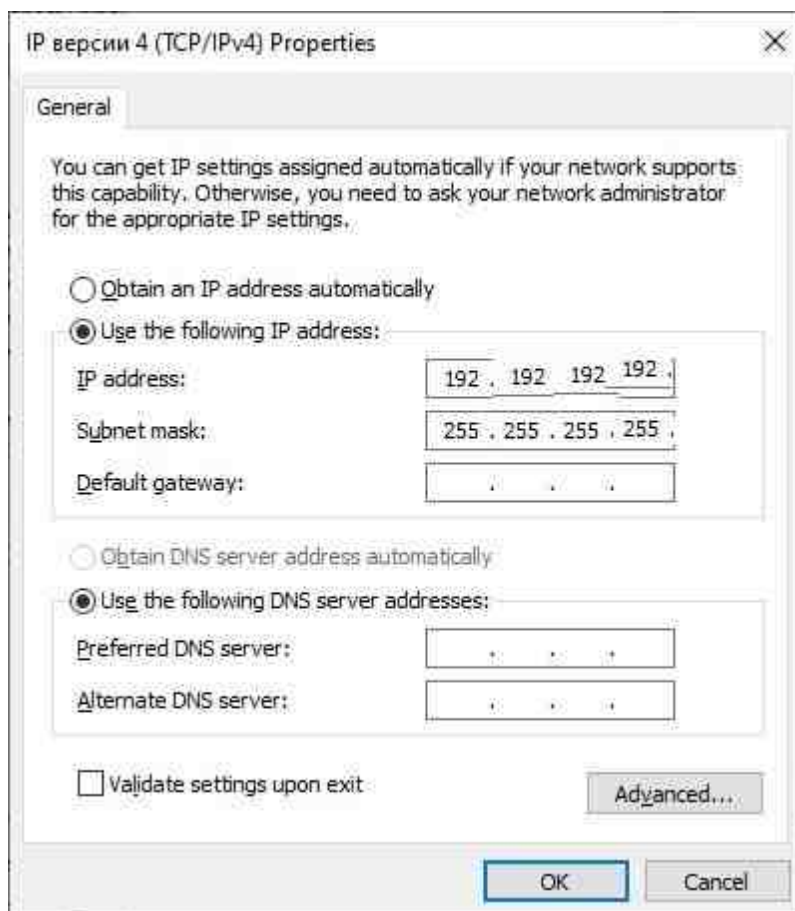 IP версии 4 (TCP/IPv4) Properties
General
You can get IP settings assigned automatically if your network supports
this capability. Otherwise, you need to ask your network administrator
for the appropriate IP settings.
Obtain an IP address automatically
Use the following IP address:
IP address: 192 . 192 192 192 .
Subnet mask: 255 . 255 . 255 . 255 .
Default gateway: . . .
Obtain DNS server address automatically
Use the following DNS server addresses:
Preferred DNS server: . . .
Alternate DNS server: . . .
Validate settings upon exit
Advanced...
OK Cancel